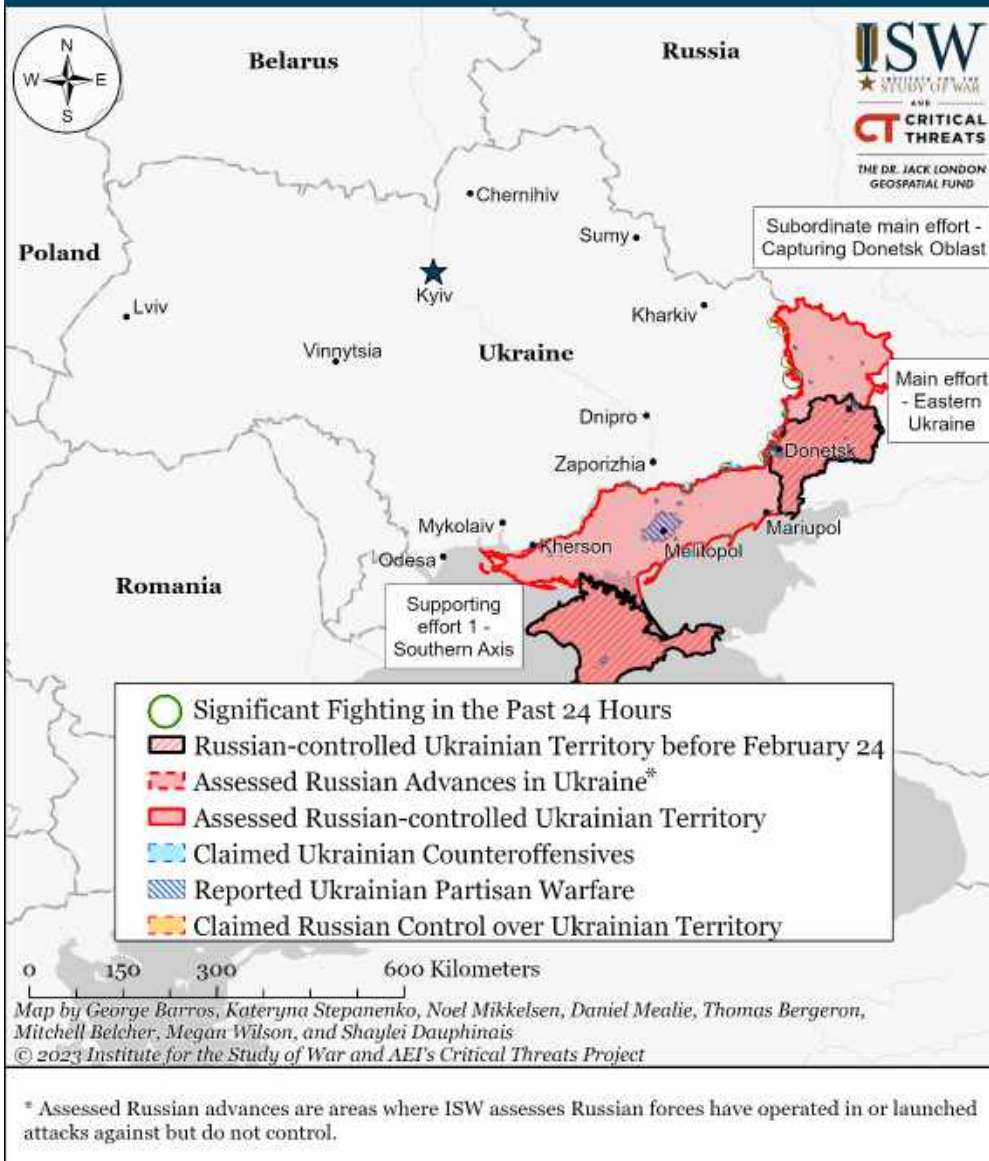 N
W E
S
Belarus
Russia
ISW
INSTITUTE FOR THE
STUDY OF WAR
AND
CT CRITICAL
THREATS
THE DR. JACK LONDON
GEOSPATIAL FUND
Chernihiv
Sumy
Subordinate main effort -
Capturing Donetsk Oblast
Poland
Kyiv
Lviv
Kharkiv
Vinnytsia
Ukraine
Main effort
- Eastern
Ukraine
Dnipro
Donetsk
Zaporizhia
Mykolaiv
Mariupol
Kherson
Melitopol
Odesa
Romania
Supporting
effort 1 -
Southern Axis
Significant Fighting in the Past 24 Hours
Russian-controlled Ukrainian Territory before February 24
Assessed Russian Advances in Ukraine*
Assessed Russian-controlled Ukrainian Territory
Claimed Ukrainian Counteroffensives
Reported Ukrainian Partisan Warfare
Claimed Russian Control over Ukrainian Territory
0 150 300 600 Kilometers
Map by George Barros, Kateryna Stepanenko, Noel Mikkelsen, Daniel Mealie, Thomas Bergeron,
Mitchell Belcher, Megan Wilson, and Shaylei Dauphinais
© 2023 Institute for the Study of War and AEI's Critical Threats Project
* Assessed Russian advances are areas where ISW assesses Russian forces have operated in or launched
attacks against but do not control.